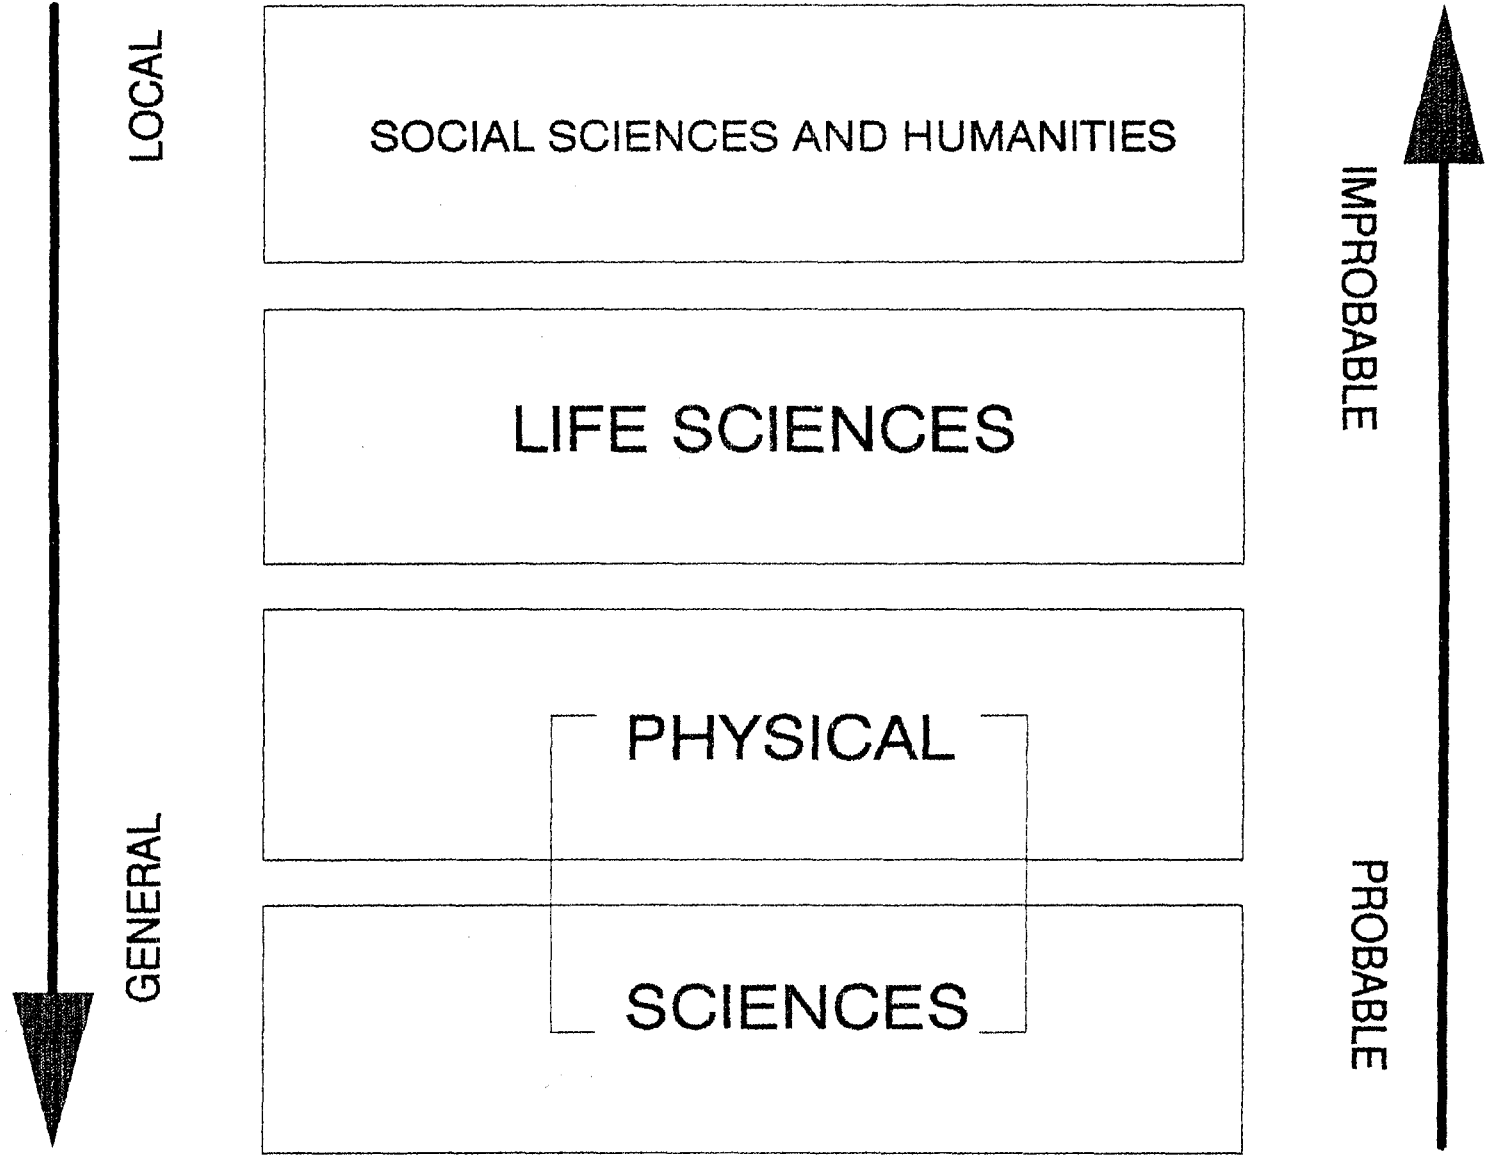 LOCAL
SOCIAL SCIENCES AND HUMANITIES
IMPROBABLE
LIFE SCIENCES
PHYSICAL
GENERAL
PROBABLE
SCIENCES